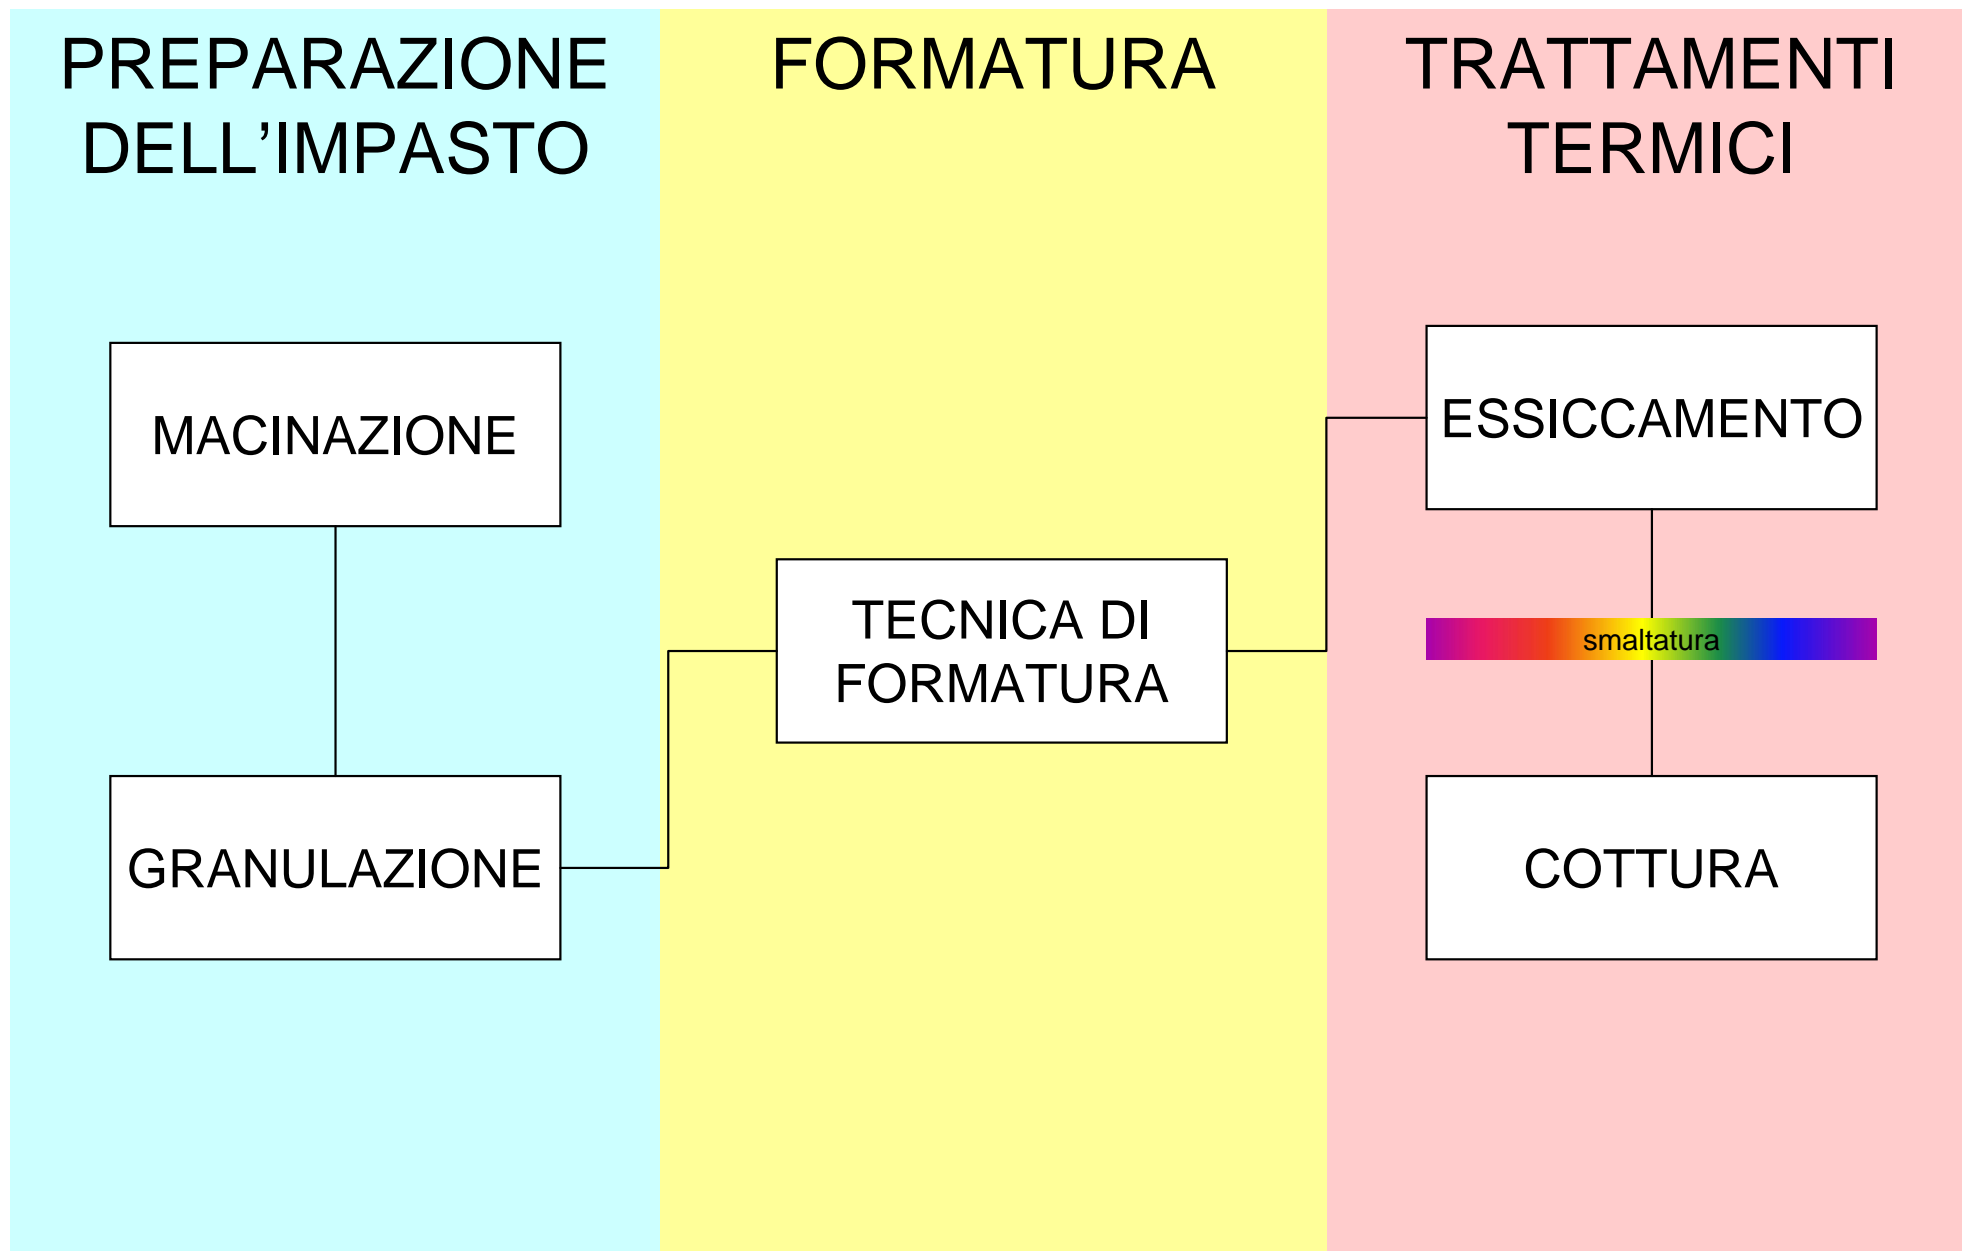 PREPARAZIONE
DELL’IMPASTO
FORMATURA
TRATTAMENTI
TERMICI
MACINAZIONE
GRANULAZIONE
TECNICA DI
FORMATURA
ESSICCAMENTO
smaltatura
COTTURA